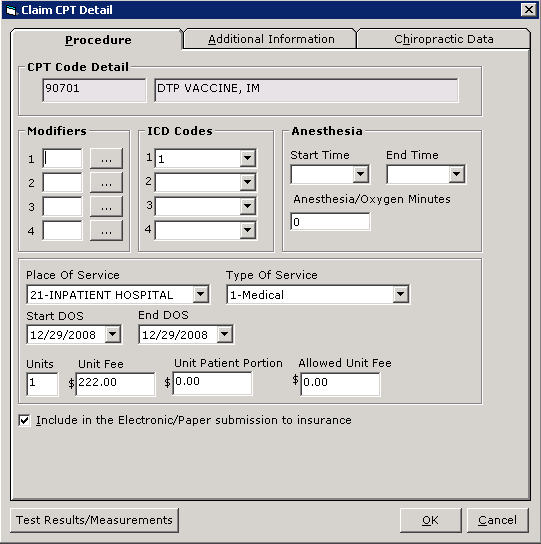 Claim CPT Detail
Procedure Additional Information Chiropractic Data
CPT Code Detail
90701 DTP VACCINE, IM
Modifiers ICD Codes Anesthesia
1 ... 1 1 Start Time End Time
2 ... 2
3 ... 3 Anesthesia/Oxygen Minutes
4 ... 4 0
Place Of Service Type Of Service
21-INPATIENT HOSPITAL 1-Medical
Start DOS End DOS
12/29/2008 12/29/2008
Units Unit Fee Unit Patient Portion Allowed Unit Fee
1 $ 222.00 $ 0.00 $ 0.00
Include in the Electronic/Paper submission to insurance
Test Results/Measurements OK Cancel